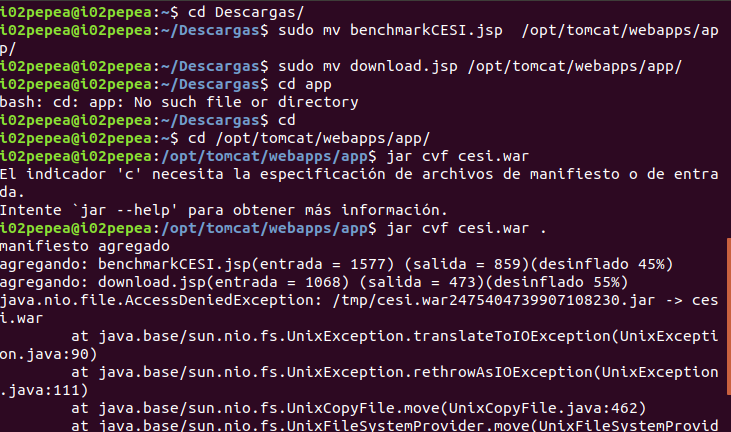 i02pepea@i02pepea:~$ cd Descargas/
i02pepea@i02pepea:~/Descargas$ sudo mv benchmarkCESI.jsp  /opt/tomcat/webapps/ap
p/
i02pepea@i02pepea:~/Descargas$ sudo mv download.jsp /opt/tomcat/webapps/app/
i02pepea@i02pepea:~/Descargas$ cd app
bash: cd: app: No such file or directory
i02pepea@i02pepea:~/Descargas$ cd
i02pepea@i02pepea:~$ cd /opt/tomcat/webapps/app/
i02pepea@i02pepea:/opt/tomcat/webapps/app$ jar cvf cesi.war
El indicador 'c' necesita la especificación de archivos de manifiesto o de entra
da.
Intente `jar --help' para obtener más información.
i02pepea@i02pepea:/opt/tomcat/webapps/app$ jar cvf cesi.war .
manifiesto agregado
agregando: benchmarkCESI.jsp(entrada = 1577) (salida = 859)(desinflado 45%)
agregando: download.jsp(entrada = 1068) (salida = 473)(desinflado 55%)
java.nio.file.AccessDeniedException: /tmp/cesi.war2475404739907108230.jar -> ces
i.war
        at java.base/sun.nio.fs.UnixException.translateToIOException(UnixExcepti
on.java:90)
        at java.base/sun.nio.fs.UnixException.rethrowAsIOException(UnixException
.java:111)
        at java.base/sun.nio.fs.UnixCopyFile.move(UnixCopyFile.java:462)
        at java.base/sun.nio.fs.UnixFileSystemProvider.move(UnixFileSystemProvid